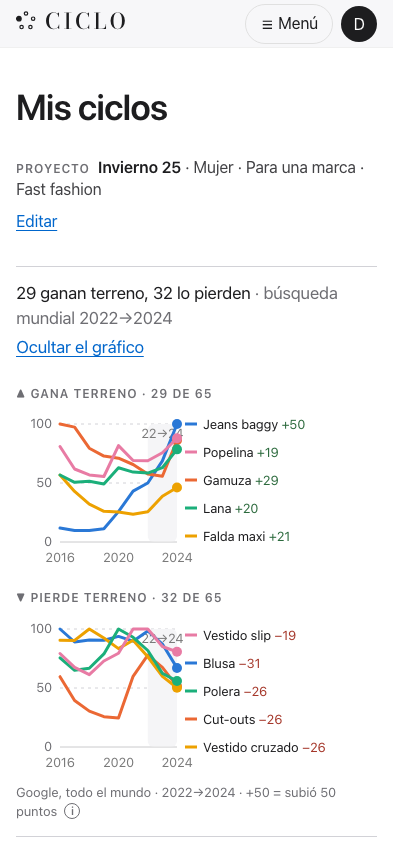 CICLO
≡ Menú
D
Mis ciclos
PROYECTO Invierno 25 · Mujer · Para una marca ·
Fast fashion
Editar
29 ganan terreno, 32 lo pierden · búsqueda
mundial 2022→2024
Ocultar el gráfico
▲ GANA TERRENO · 29 DE 65
100
22→24
50
0
2016
2020
2024
Jeans baggy +50
Popelina +19
Gamuza +29
Lana +20
Falda maxi +21
▼ PIERDE TERRENO · 32 DE 65
100
22→24
50
0
2016
2020
2024
Vestido slip −19
Blusa −31
Polera −26
Cut-outs −26
Vestido cruzado −26
Google, todo el mundo · 2022→2024 · +50 = subió 50
puntos ⓘ